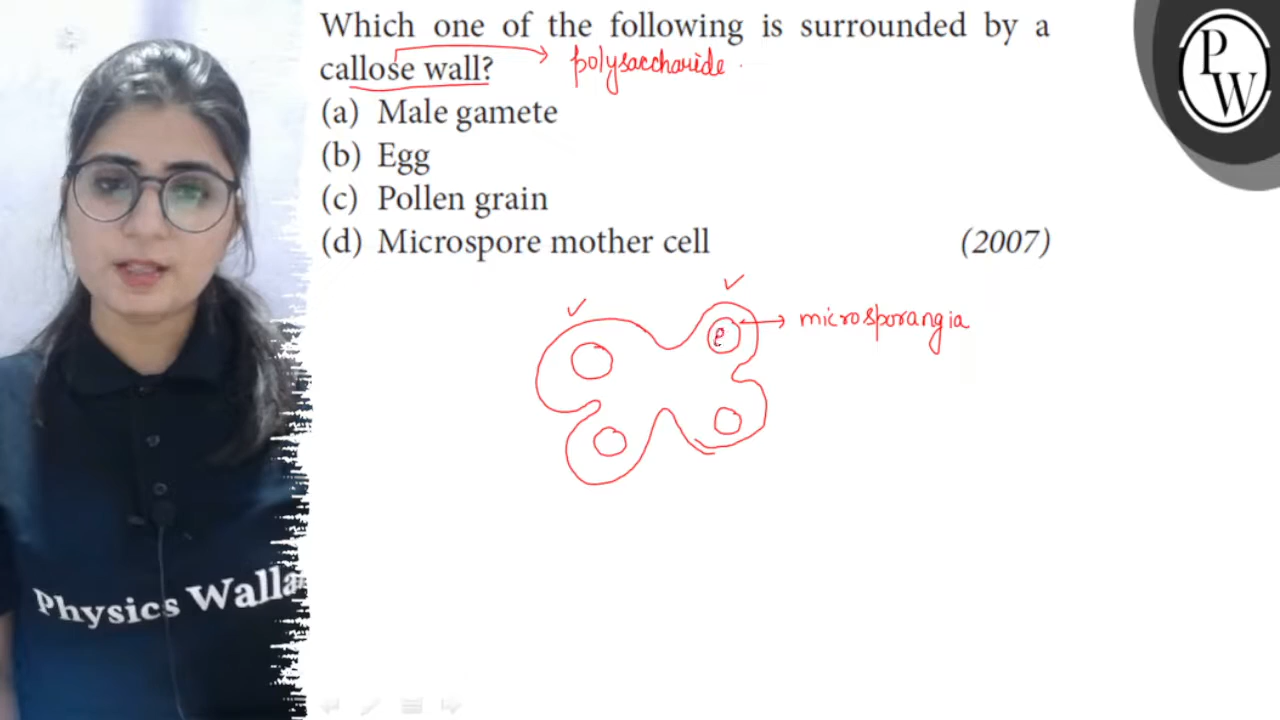 Which one of the following is surrounded by a
callose wall? polysaccharide
(a) Male gamete
(b) Egg
(c) Pollen grain
(d) Microspore mother cell (2007)
microsporangia
PW
Physics Walla